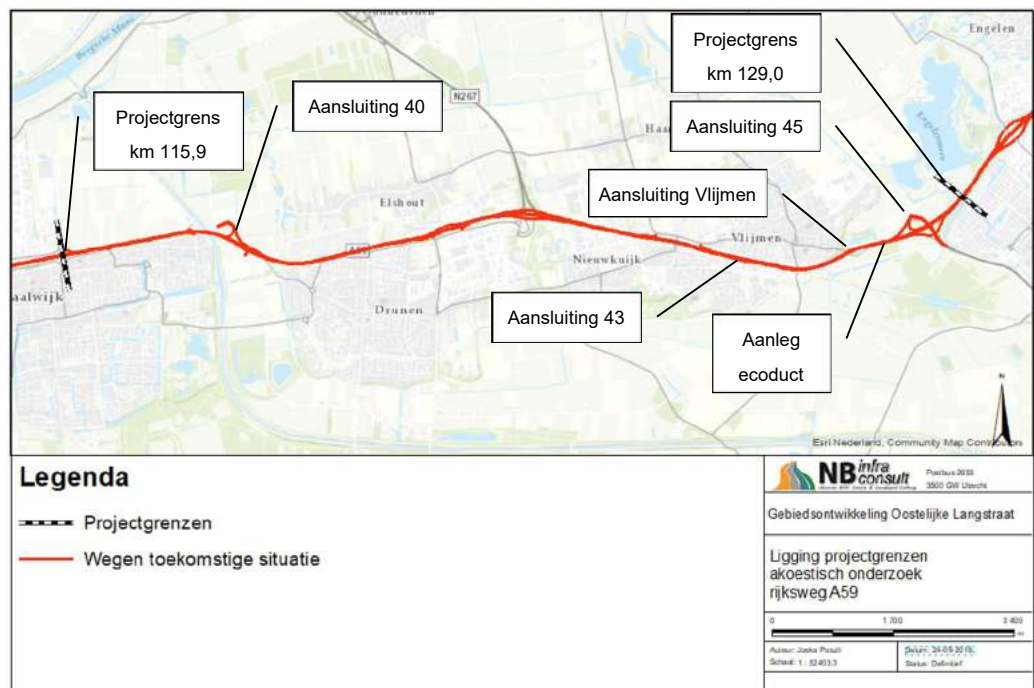 Engelen
Projectgrens
km 129,0
N267
Aansluiting 40
Projectgrens
km 115,9
Aansluiting 45
Haa
Aansluiting Vlijmen
Elshout
Vlijmen
Nieuwkuijk
aalwijk
Drunen
Aansluiting 43
Aanleg
ecoduct
N
Esri Nederland, Community Map Contributors
Legenda
Projectgrenzen
Wegen toekomstige situatie
NB infra
consult
3500 GW Utrecht
Gebiedsontwikkeling Oostelijke Langstraat
Ligging projectgrenzen
akoestisch onderzoek
rijksweg A59
0 1 700 3 400
m
Status: Definitief